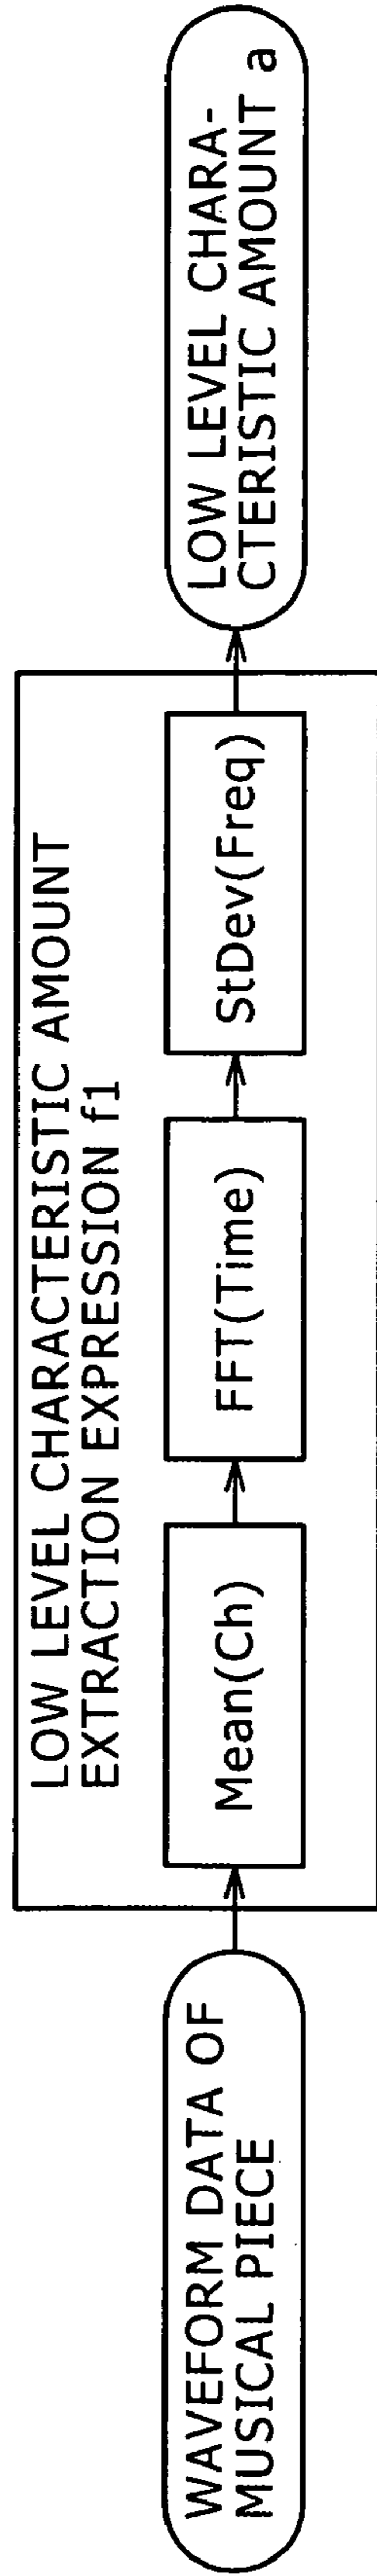 WAVEFORM DATA OF
MUSICAL PIECE
LOW LEVEL CHARACTERISTIC AMOUNT
EXTRACTION EXPRESSION f1
Mean(Ch)
FFT(Time)
StDev(Freq)
LOW LEVEL CHARA-
CTERISTIC AMOUNT a